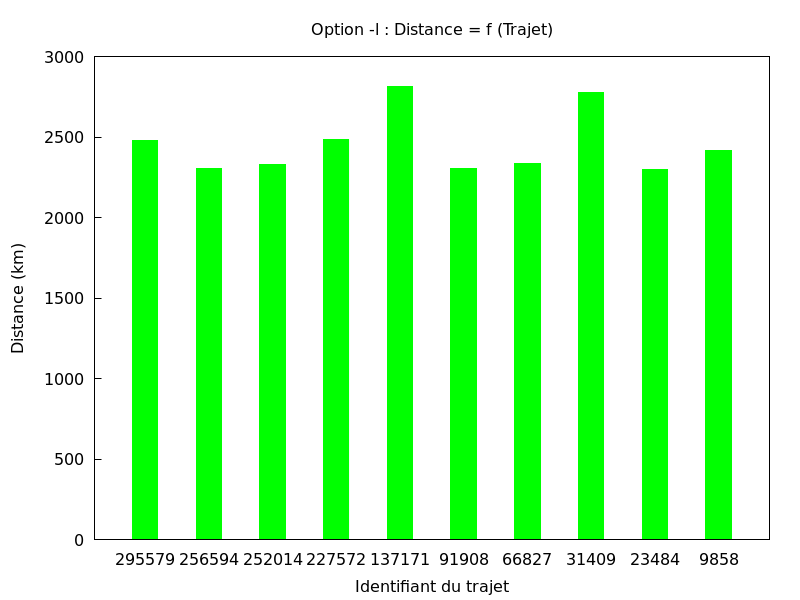 Option -l : Distance = f (Trajet)
3000
2500
2000
1500
1000
500
0
Distance (km)
295579 256594 252014 227572 137171 91908 66827 31409 23484 9858
Identifiant du trajet